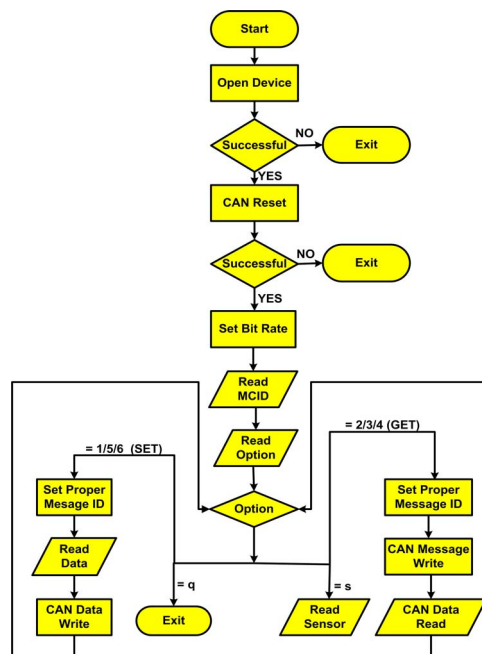 Start
Open Device
Successful
NO
Exit
YES
CAN Reset
Successful
NO
Exit
YES
Set Bit Rate
Read
MCID
Read
Option
= 1/5/6 (SET)
= 2/3/4 (GET)
Set Proper
Mesage ID
Option
Set Proper
Mesage ID
Read
Data
CAN Message
Write
CAN Data
Write
= q
Exit
= s
Read
Sensor
CAN Data
Read